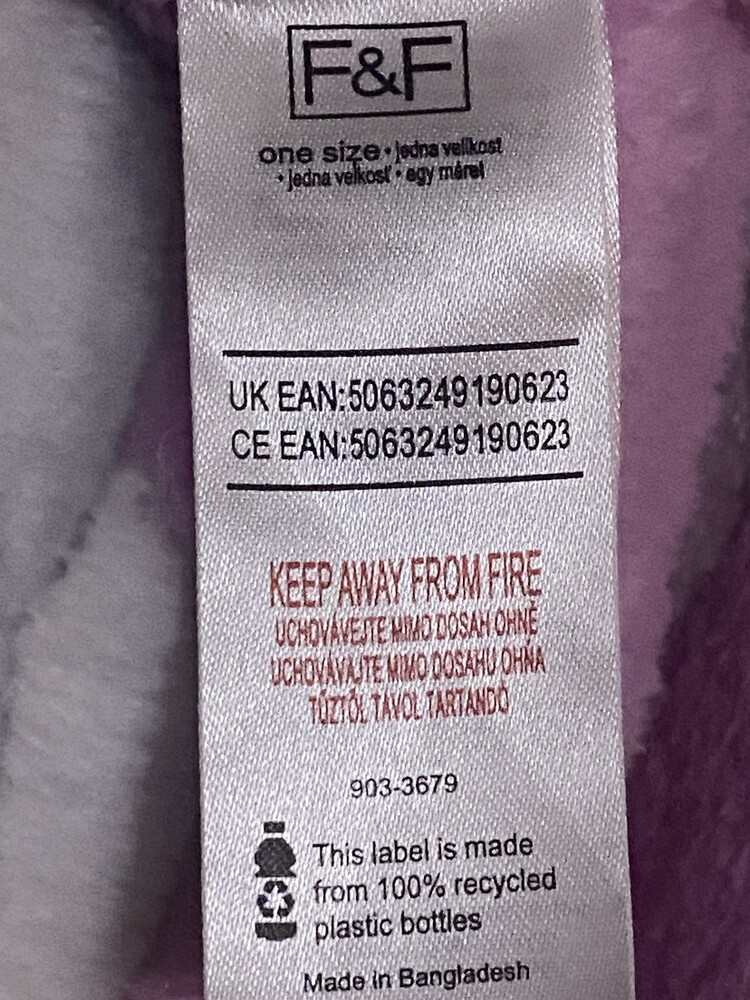 F&F
one size • jedna velikost
• jedna veľkosť • egy méret
UK EAN:5063249190623
CE EAN:5063249190623
KEEP AWAY FROM FIRE
UCHOVÁVEJTE MIMO DOSAH OHNĚ
UCHOVÁVAJTE MIMO DOSAHU OHŇA
TŰZTŐL TÁVOL TARTANDÓ
903-3679
This label is made
from 100% recycled
plastic bottles
Made in Bangladesh